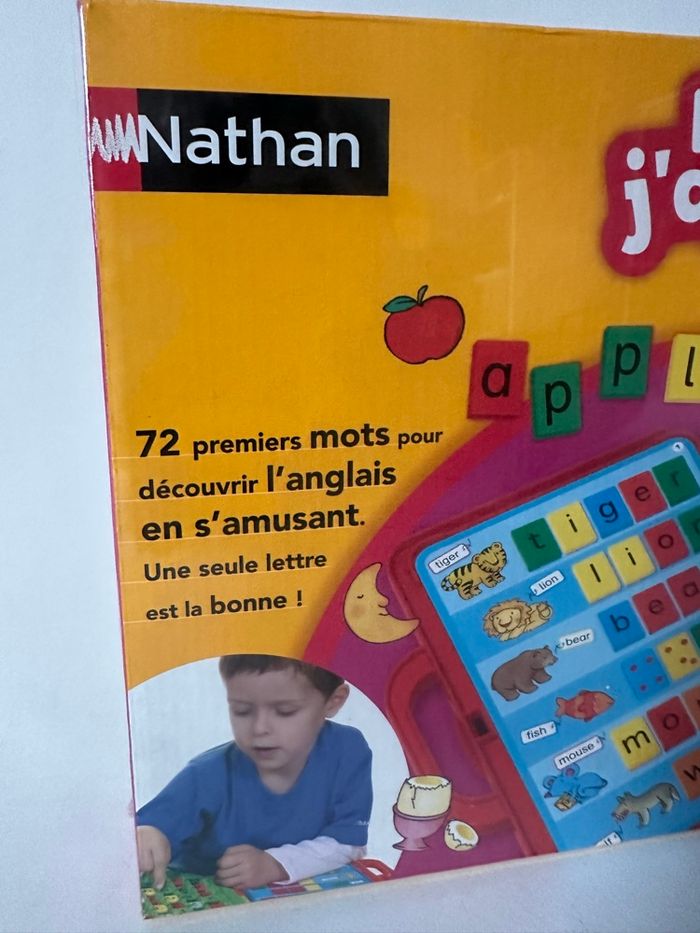 Nathan
j'a
a p p l
72 premiers mots pour
découvrir l'anglais
en s'amusant.
Une seule lettre
est la bonne !
tiger
t i g e r
lion
l i o
bear
b e a
fish
mouse
m o
w
lf